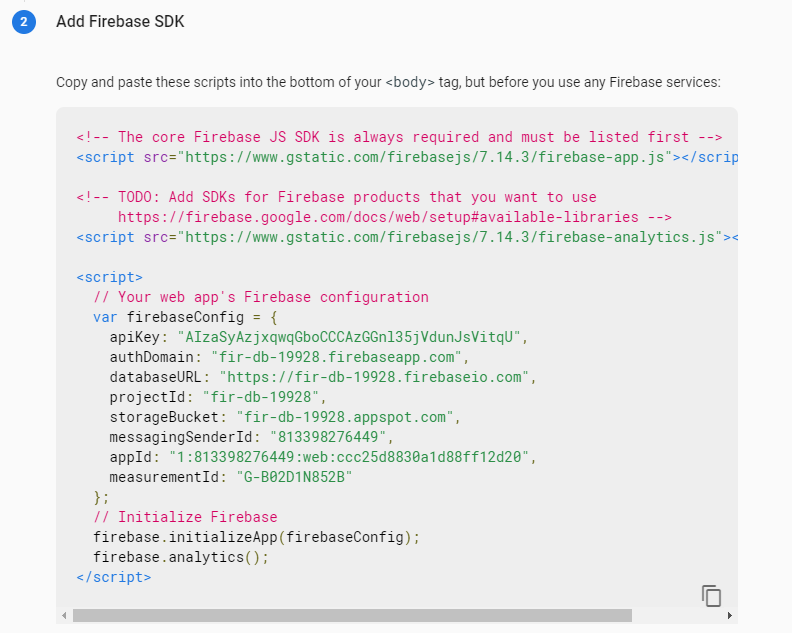 2 Add Firebase SDK
Copy and paste these scripts into the bottom of your <body> tag, but before you use any Firebase services:
<!-- The core Firebase JS SDK is always required and must be listed first -->
<script src="https://www.gstatic.com/firebasejs/7.14.3/firebase-app.js"></scrip
<!-- TODO: Add SDKs for Firebase products that you want to use
https://firebase.google.com/docs/web/setup#available-libraries -->
<script src="https://www.gstatic.com/firebasejs/7.14.3/firebase-analytics.js"><
<script>
// Your web app's Firebase configuration
var firebaseConfig = {
apiKey: "AIzaSyAzjxqwqGboCCCAzGGnl35jVdunJsVitqU",
authDomain: "fir-db-19928.firebaseapp.com",
databaseURL: "https://fir-db-19928.firebaseio.com",
projectId: "fir-db-19928",
storageBucket: "fir-db-19928.appspot.com",
messagingSenderId: "813398276449",
appId: "1:813398276449:web:ccc25d8830a1d88ff12d20",
measurementId: "G-B02D1N852B"
};
// Initialize Firebase
firebase.initializeApp(firebaseConfig);
firebase.analytics();
</script>